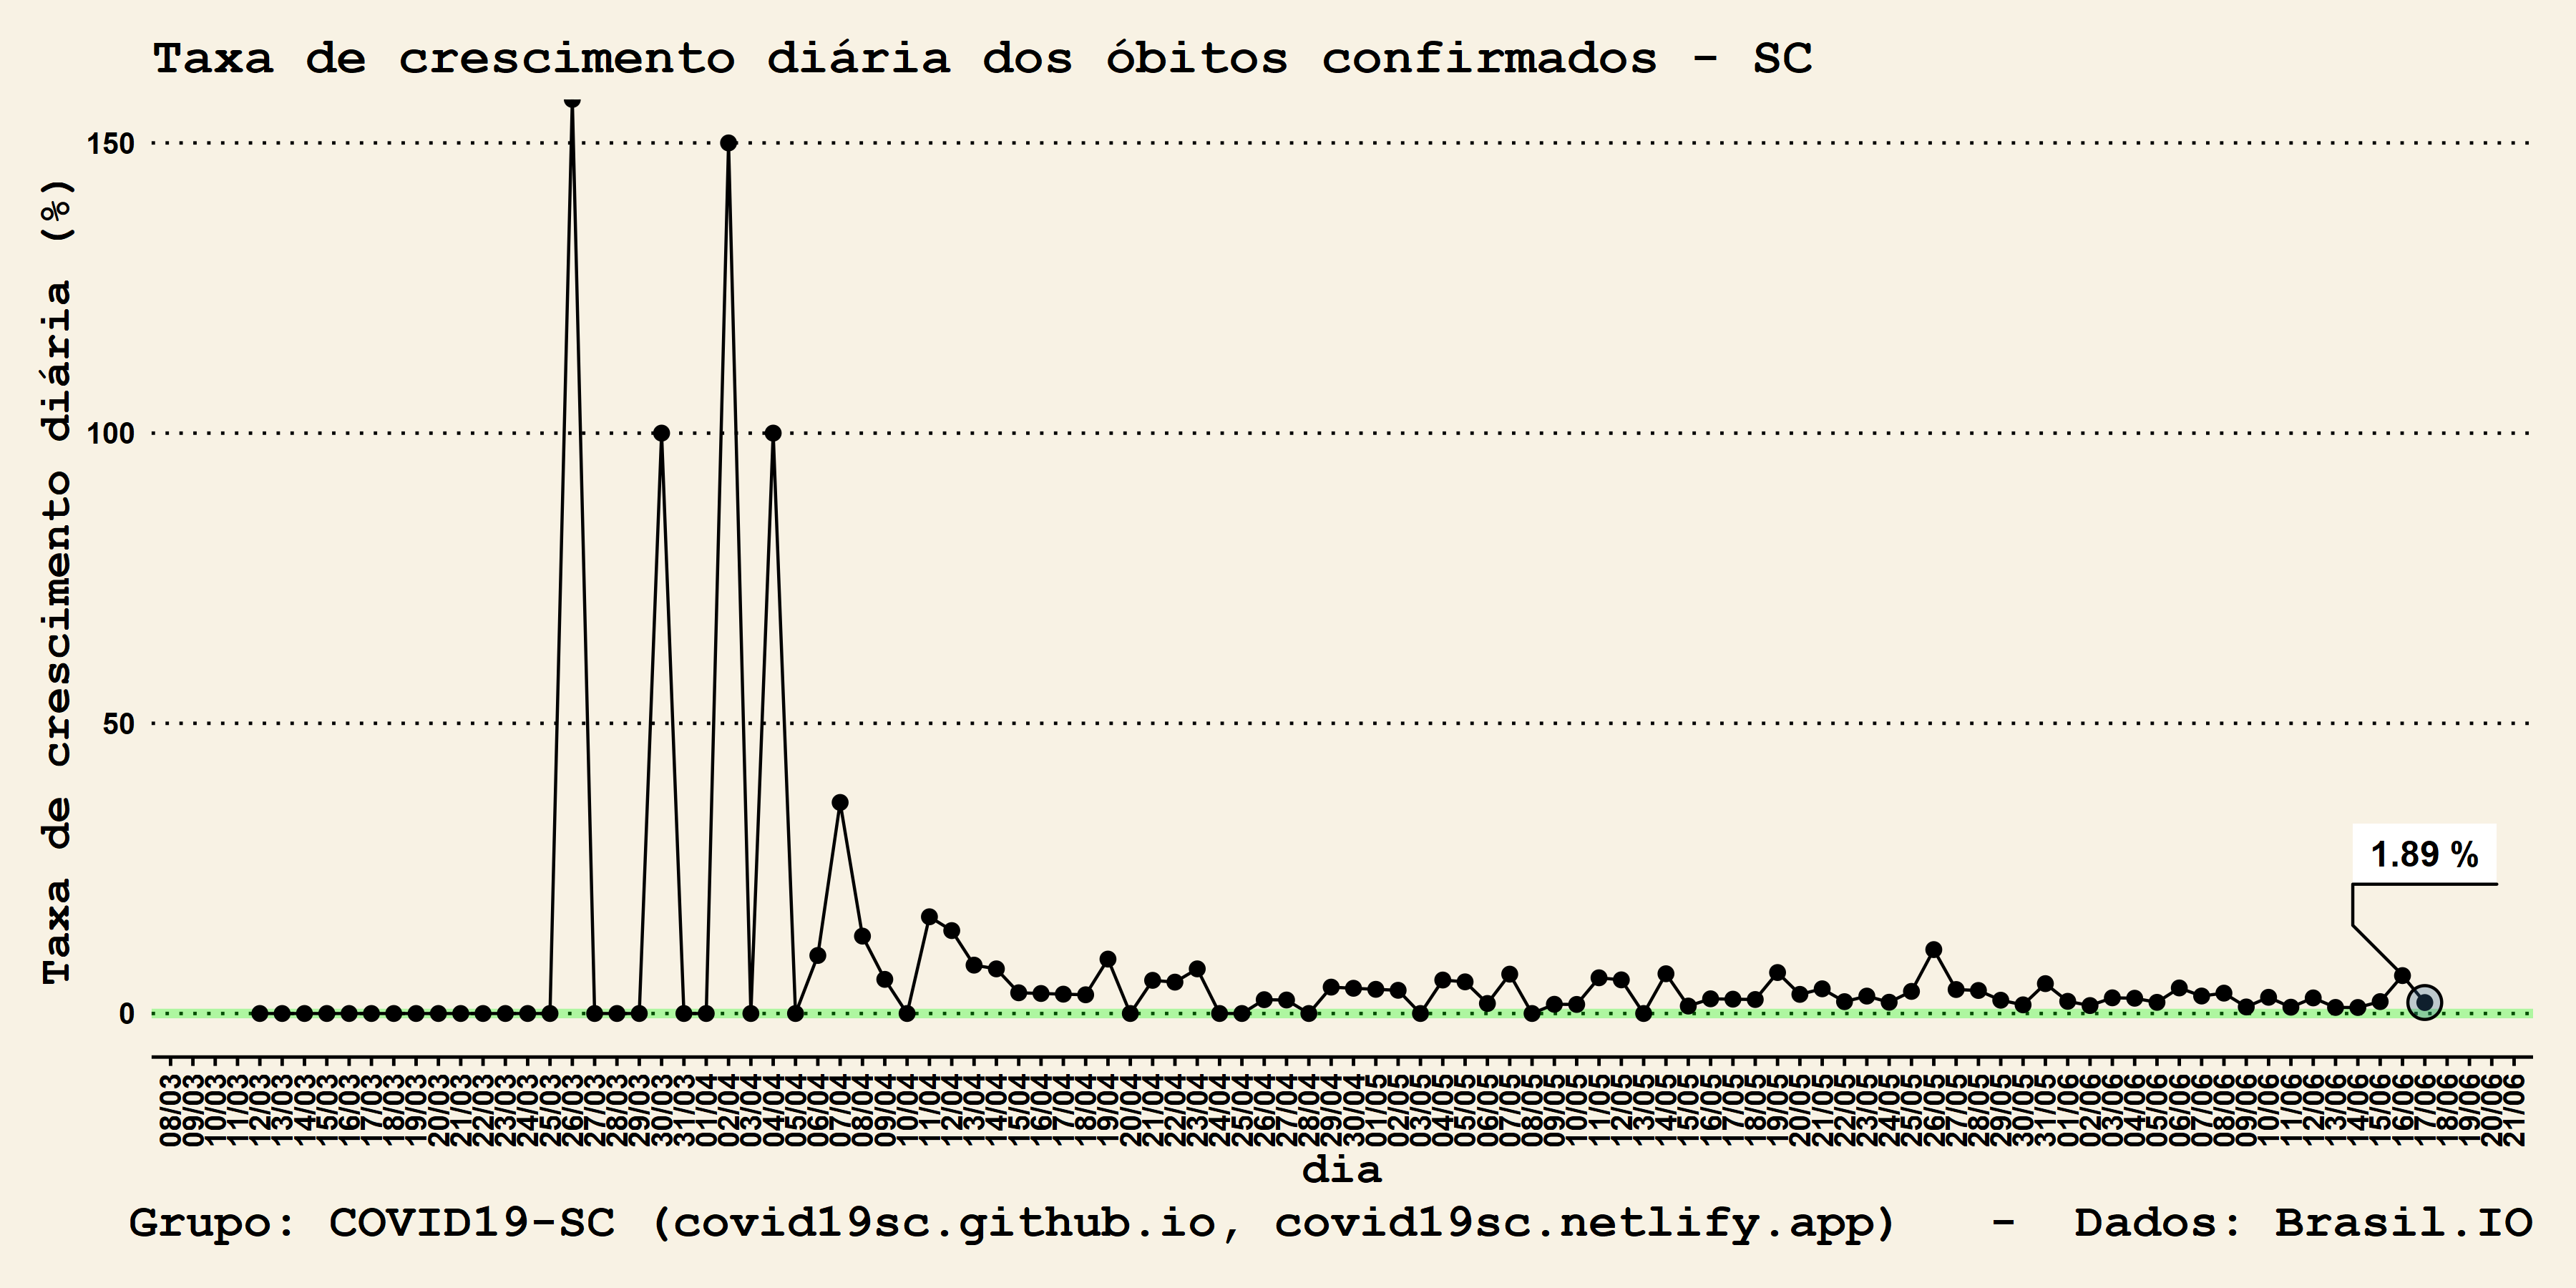 Taxa de crescimento diária dos óbitos confirmados - SC
Taxa de crescimento diária (%)
150
100
50
0
1.89 %
08/03 09/03 10/03 11/03 12/03 13/03 14/03 15/03 16/03 17/03 18/03 19/03 20/03 21/03 22/03 23/03 24/03 25/03 26/03 27/03 28/03 29/03 30/03 31/03 01/04 02/04 03/04 04/04 05/04 06/04 07/04 08/04 09/04 10/04 11/04 12/04 13/04 14/04 15/04 16/04 17/04 18/04 19/04 20/04 21/04 22/04 23/04 24/04 25/04 26/04 27/04 28/04 29/04 30/04 01/05 02/05 03/05 04/05 05/05 06/05 07/05 08/05 09/05 10/05 11/05 12/05 13/05 14/05 15/05 16/05 17/05 18/05 19/05 20/05 21/05 22/05 23/05 24/05 25/05 26/05 27/05 28/05 29/05 30/05 31/05 01/06 02/06 03/06 04/06 05/06 06/06 07/06 08/06 09/06 10/06 11/06 12/06 13/06 14/06 15/06 16/06 17/06 18/06 19/06 20/06 21/06
dia
Grupo: COVID19-SC (covid19sc.github.io, covid19sc.netlify.app) - Dados: Brasil.IO